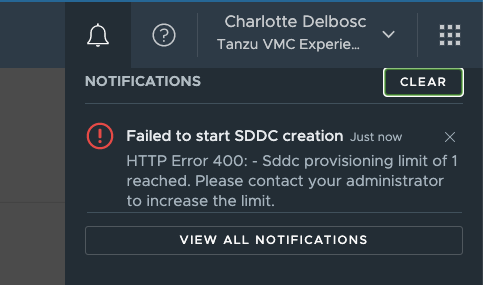 Charlotte Delbosc
Tanzu VMC Experie...
NOTIFICATIONS
CLEAR
Failed to start SDDC creation Just now
HTTP Error 400: - Sddc provisioning limit of 1
reached. Please contact your administrator
to increase the limit.
VIEW ALL NOTIFICATIONS